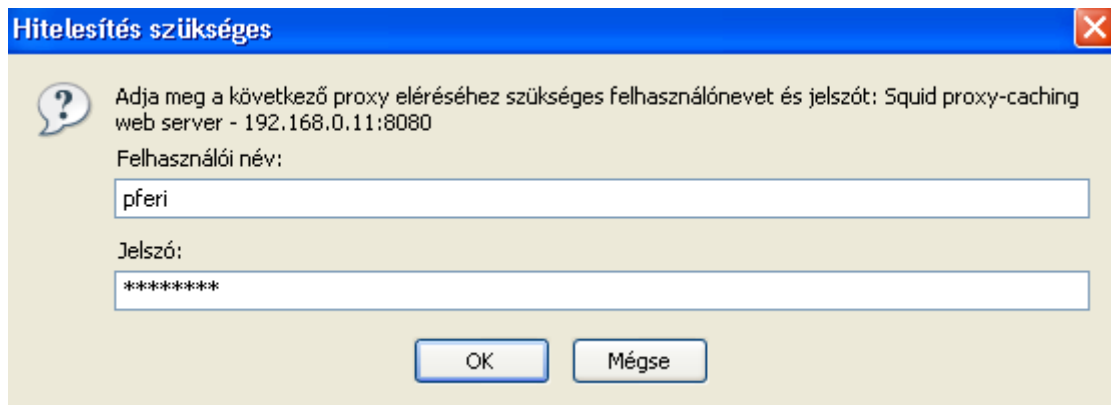 Hitelesítés szükséges
Adja meg a következő proxy eléréséhez szükséges felhasználónevet és jelszót: Squid proxy-caching
web server - 192.168.0.11:8080
Felhasználói név:
pferi
Jelszó:
********
OK
Mégse